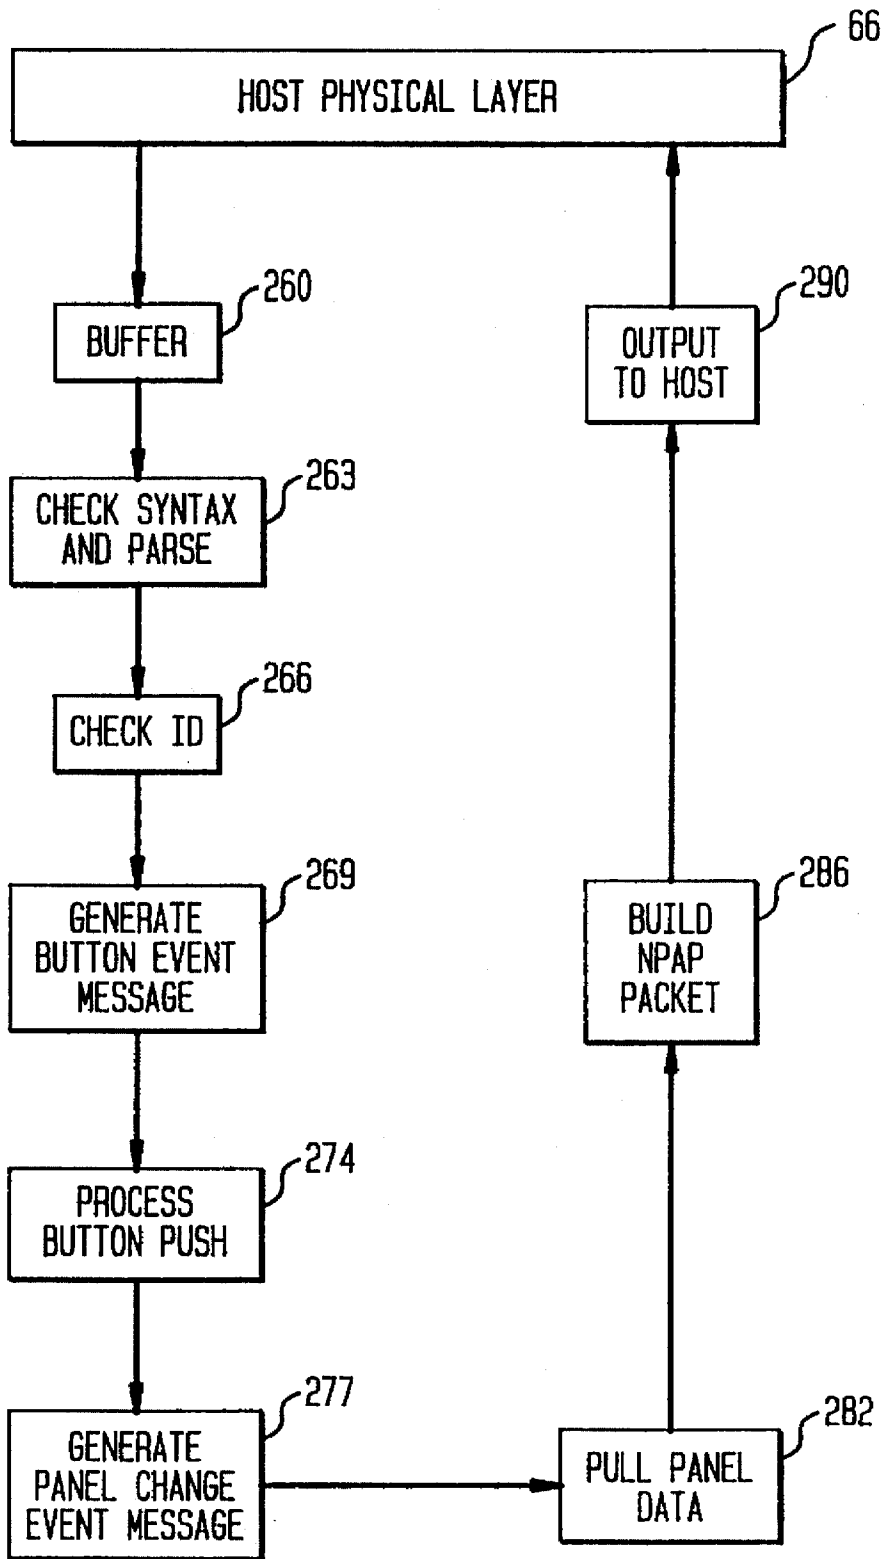 66
HOST PHYSICAL LAYER
260
BUFFER
290
OUTPUT
TO HOST
263
CHECK SYNTAX
AND PARSE
266
CHECK ID
269
GENERATE
BUTTON EVENT
MESSAGE
286
BUILD
NPAP
PACKET
274
PROCESS
BUTTON PUSH
277
GENERATE
PANEL CHANGE
EVENT MESSAGE
282
PULL PANEL
DATA